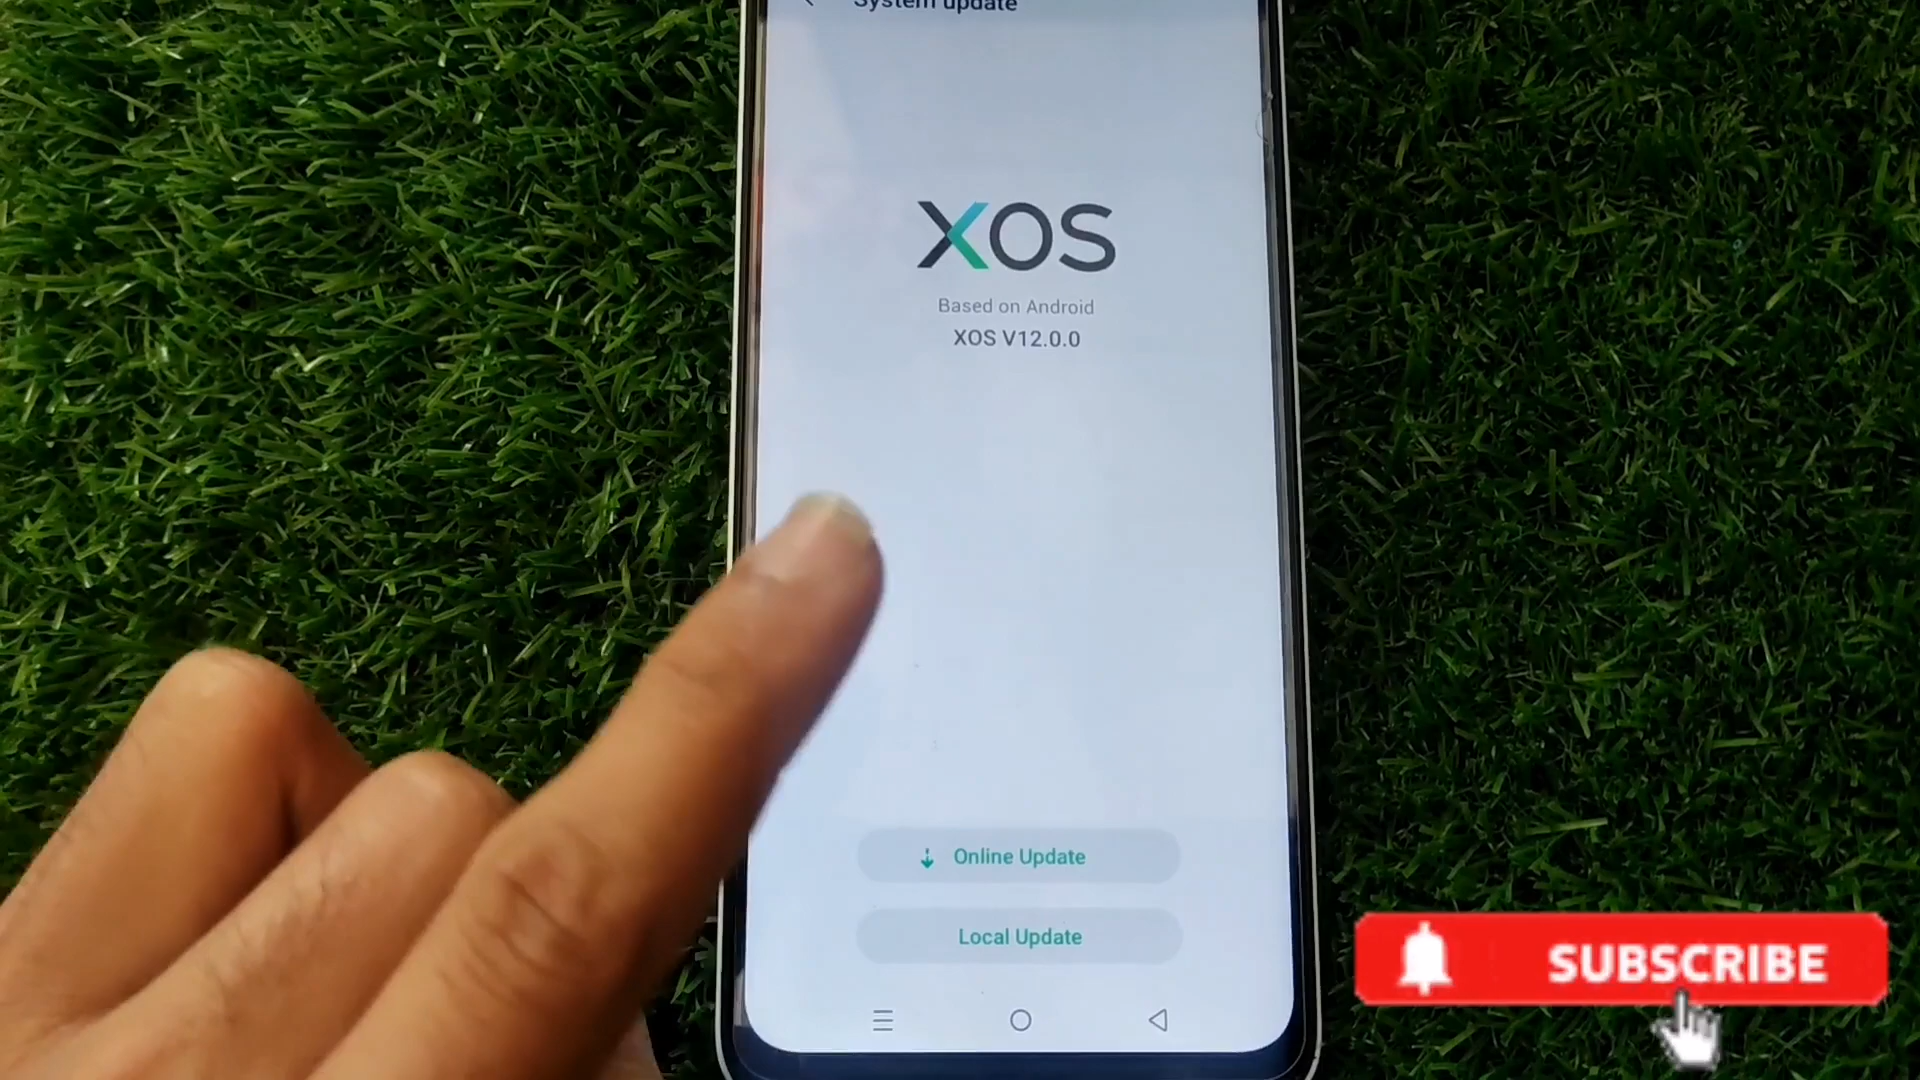 System update
XOS
Based on Android
XOS V12.0.0
Online Update
Local Update
SUBSCRIBE